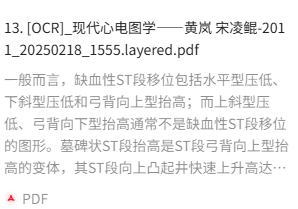 13. [OCR]_现代心电图学——黄岚 宋凌鲲-201
1_20250218_1555.layered.pdf
一般而言，缺血性ST段移位包括水平型压低、
下斜型压低和弓背向上型抬高；而上斜型压
低、弓背向下型抬高通常不是缺血性ST段移位
的图形。墓碑状ST段抬高是ST段弓背向上型抬
高的变体，其ST段向上凸起并快速上升高达…
PDF